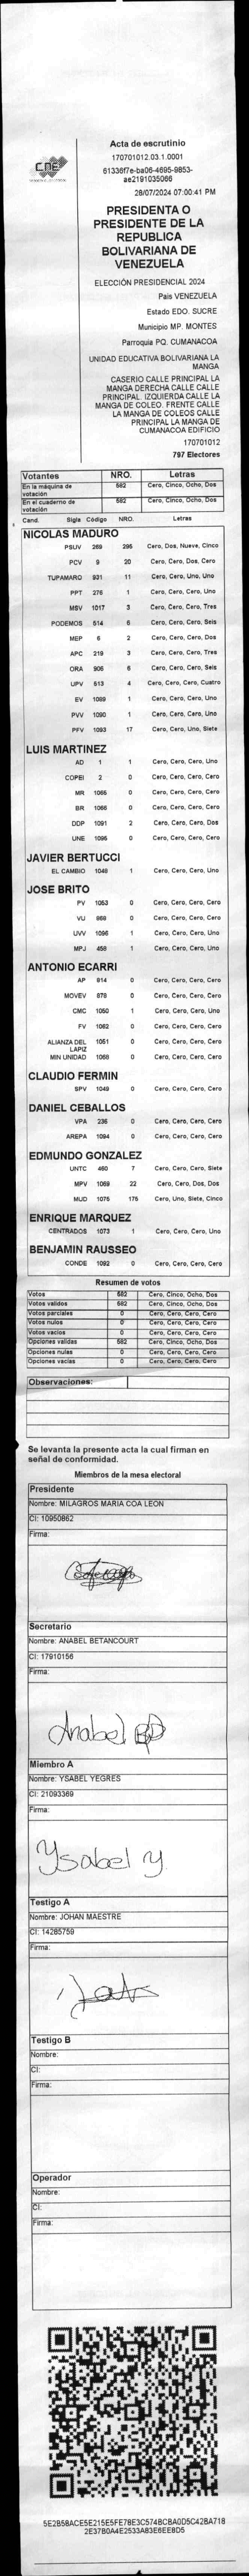 CNE
Acta de escrutinio
170701012.03.1.0001
61336f7e-ba06-4695-9853-
ae2191035066
28/07/2024 07:00:41 PM
PRESIDENTA O
PRESIDENTE DE LA
REPUBLICA
BOLIVARIANA DE
VENEZUELA
ELECCIÓN PRESIDENCIAL 2024
Pais VENEZUELA
Estado EDO. SUCRE
Municipio MP. MONTES
Parroquia PQ. CUMANACOA
UNIDAD EDUCATIVA BOLIVARIANA LA
MANGA
CASERIO CALLE PRINCIPAL LA
MANGA DERECHA CALLE CALLE
PRINCIPAL. IZQUIERDA CALLE LA
MANGA DE COLEO. FRENTE CALLE
LA MANGA DE COLEOS CALLE
PRINCIPAL LA MANGA DE
CUMANACOA EDIFICIO
170701012
797 Electores
Votantes NRO. Letras
En la máquina de votación 582 Cero, Cinco, Ocho, Dos
En el cuaderno de votación 582 Cero, Cinco, Ocho, Dos
Cand. Sigla Código NRO. Letras
NICOLAS MADURO
PSUV 269 295 Cero, Dos, Nueve, Cinco
PCV 9 20 Cero, Cero, Dos, Cero
TUPAMARO 931 11 Cero, Cero, Uno, Uno
PPT 276 1 Cero, Cero, Cero, Uno
MSV 1017 3 Cero, Cero, Cero, Tres
PODEMOS 514 6 Cero, Cero, Cero, Seis
MEP 6 2 Cero, Cero, Cero, Dos
APC 219 3 Cero, Cero, Cero, Tres
ORA 906 6 Cero, Cero, Cero, Seis
UPV 613 4 Cero, Cero, Cero, Cuatro
EV 1089 1 Cero, Cero, Cero, Uno
PVV 1090 1 Cero, Cero, Cero, Uno
PFV 1093 17 Cero, Cero, Uno, Siete
LUIS MARTINEZ
AD 1 1 Cero, Cero, Cero, Uno
COPEI 2 0 Cero, Cero, Cero, Cero
MR 1065 0 Cero, Cero, Cero, Cero
BR 1066 0 Cero, Cero, Cero, Cero
DDP 1091 2 Cero, Cero, Cero, Dos
UNE 1095 0 Cero, Cero, Cero, Cero
JAVIER BERTUCCI
EL CAMBIO 1048 1 Cero, Cero, Cero, Uno
JOSE BRITO
PV 1053 0 Cero, Cero, Cero, Cero
VU 868 0 Cero, Cero, Cero, Cero
UVV 1096 1 Cero, Cero, Cero, Uno
MPJ 458 1 Cero, Cero, Cero, Uno
ANTONIO ECARRI
AP 814 0 Cero, Cero, Cero, Cero
MOVEV 878 0 Cero, Cero, Cero, Cero
CMC 1050 1 Cero, Cero, Cero, Uno
FV 1062 0 Cero, Cero, Cero, Cero
ALIANZA DEL LAPIZ 1051 0 Cero, Cero, Cero, Cero
MIN UNIDAD 1068 0 Cero, Cero, Cero, Cero
CLAUDIO FERMIN
SPV 1049 0 Cero, Cero, Cero, Cero
DANIEL CEBALLOS
VPA 236 0 Cero, Cero, Cero, Cero
AREPA 1094 0 Cero, Cero, Cero, Cero
EDMUNDO GONZALEZ
UNTC 460 7 Cero, Cero, Cero, Siete
MPV 1069 22 Cero, Cero, Dos, Dos
MUD 1075 175 Cero, Uno, Siete, Cinco
ENRIQUE MARQUEZ
CENTRADOS 1073 1 Cero, Cero, Cero, Uno
BENJAMIN RAUSSEO
CONDE 1092 0 Cero, Cero, Cero, Cero
Resumen de votos
Votos 582 Cero, Cinco, Ocho, Dos
Votos validos 582 Cero, Cinco, Ocho, Dos
Votos parciales 0 Cero, Cero, Cero, Cero
Votos nulos 0 Cero, Cero, Cero, Cero
Votos vacios 0 Cero, Cero, Cero, Cero
Opciones validas 582 Cero, Cinco, Ocho, Dos
Opciones nulas 0 Cero, Cero, Cero, Cero
Opciones vacias 0 Cero, Cero, Cero, Cero
Observaciones:
Se levanta la presente acta la cual firman en
señal de conformidad.
Miembros de la mesa electoral
Presidente
Nombre: MILAGROS MARIA COA LEON
CI: 10950862
Firma:
Secretario
Nombre: ANABEL BETANCOURT
CI: 17910156
Firma:
Anabel BD
Miembro A
Nombre: YSABEL YEGRES
CI: 21093369
Firma:
Ysabel Y.
Testigo A
Nombre: JOHAN MAESTRE
CI: 14285759
Firma:
Testigo B
Nombre:
CI:
Firma:
Operador
Nombre:
CI:
Firma:
5E2B58ACE5E215E5FE78E3C574BCBA0D5C42BA718
2E37B0A4E2533A83E6EE8D5